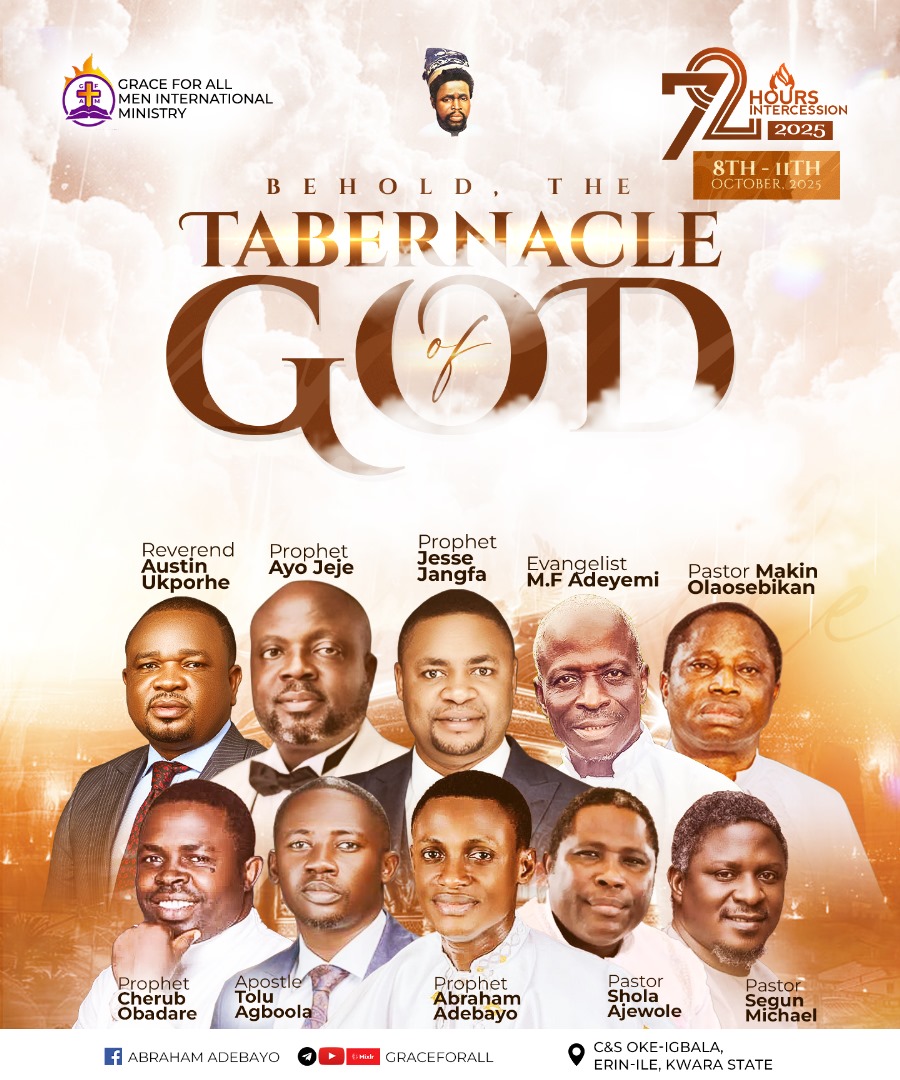 GRACE FOR ALL
MEN INTERNATIONAL
MINISTRY
72
HOURS
INTERCESSION
2025
8TH - 11TH
OCTOBER, 2025
BEHOLD, THE
TABERNACLE
of
GOD
Reverend
Austin
Ukporhe
Prophet
Ayo Jeje
Prophet
Jesse
Jangfa
Evangelist
M.F Adeyemi
Pastor Makin
Olaosebikan
Prophet
Cherub
Obadare
Apostle
Tolu
Agboola
Prophet
Abraham
Adebayo
Pastor
Shola
Ajewole
Pastor
Segun
Michael
ABRAHAM ADEBAYO
Mixlr
GRACEFORALL
C&S OKE-IGBALA,
ERIN-ILE, KWARA STATE